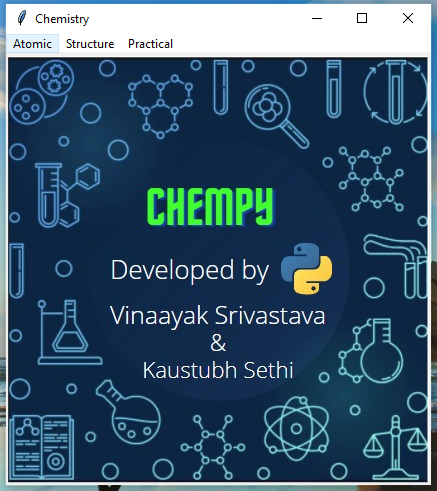 Chemistry
Atomic Structure Practical
CHEMPY
Developed by
Vinaayak Srivastava
&
Kaustubh Sethi